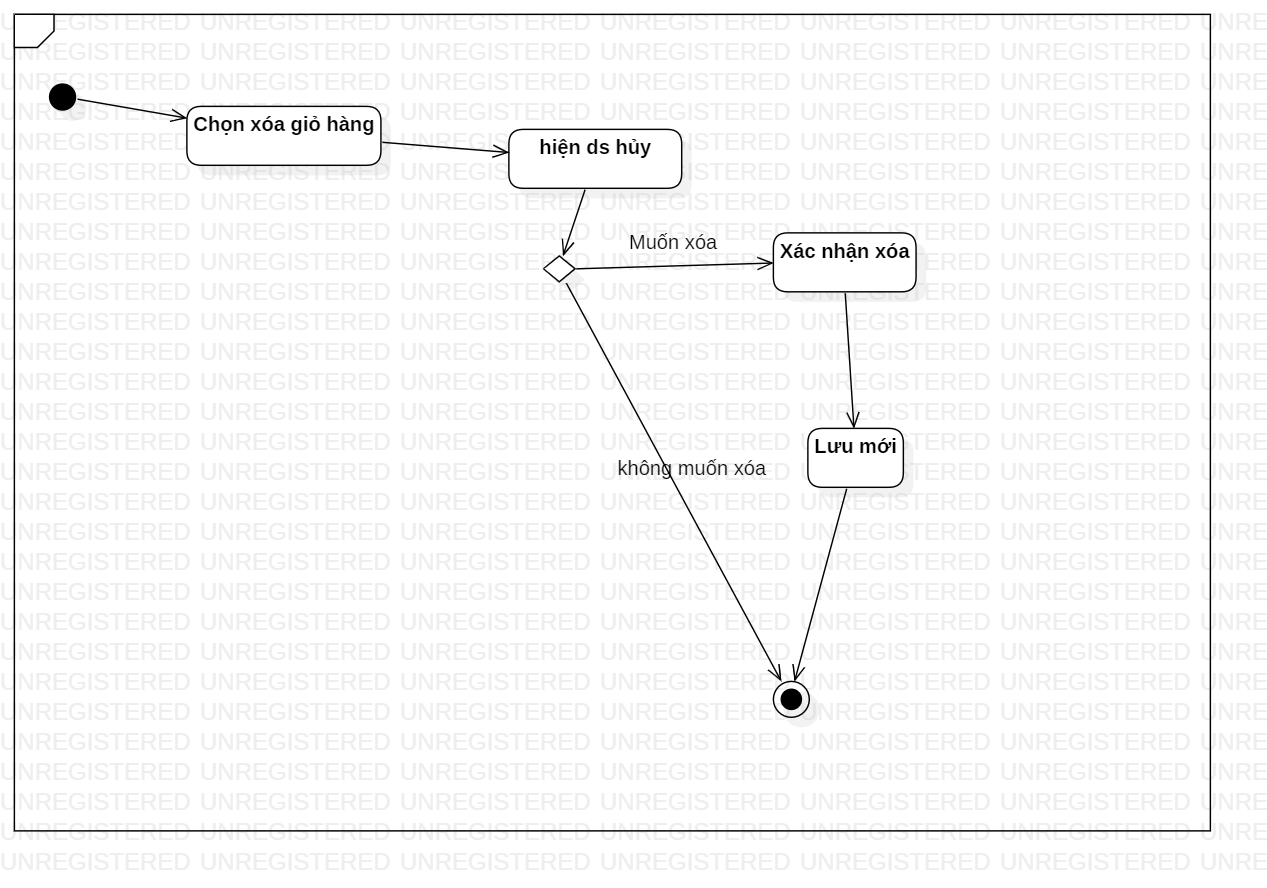 Chọn xóa giỏ hàng
hiện ds hủy
Muốn xóa
Xác nhận xóa
Lưu mới
không muốn xóa
UNREGISTERED